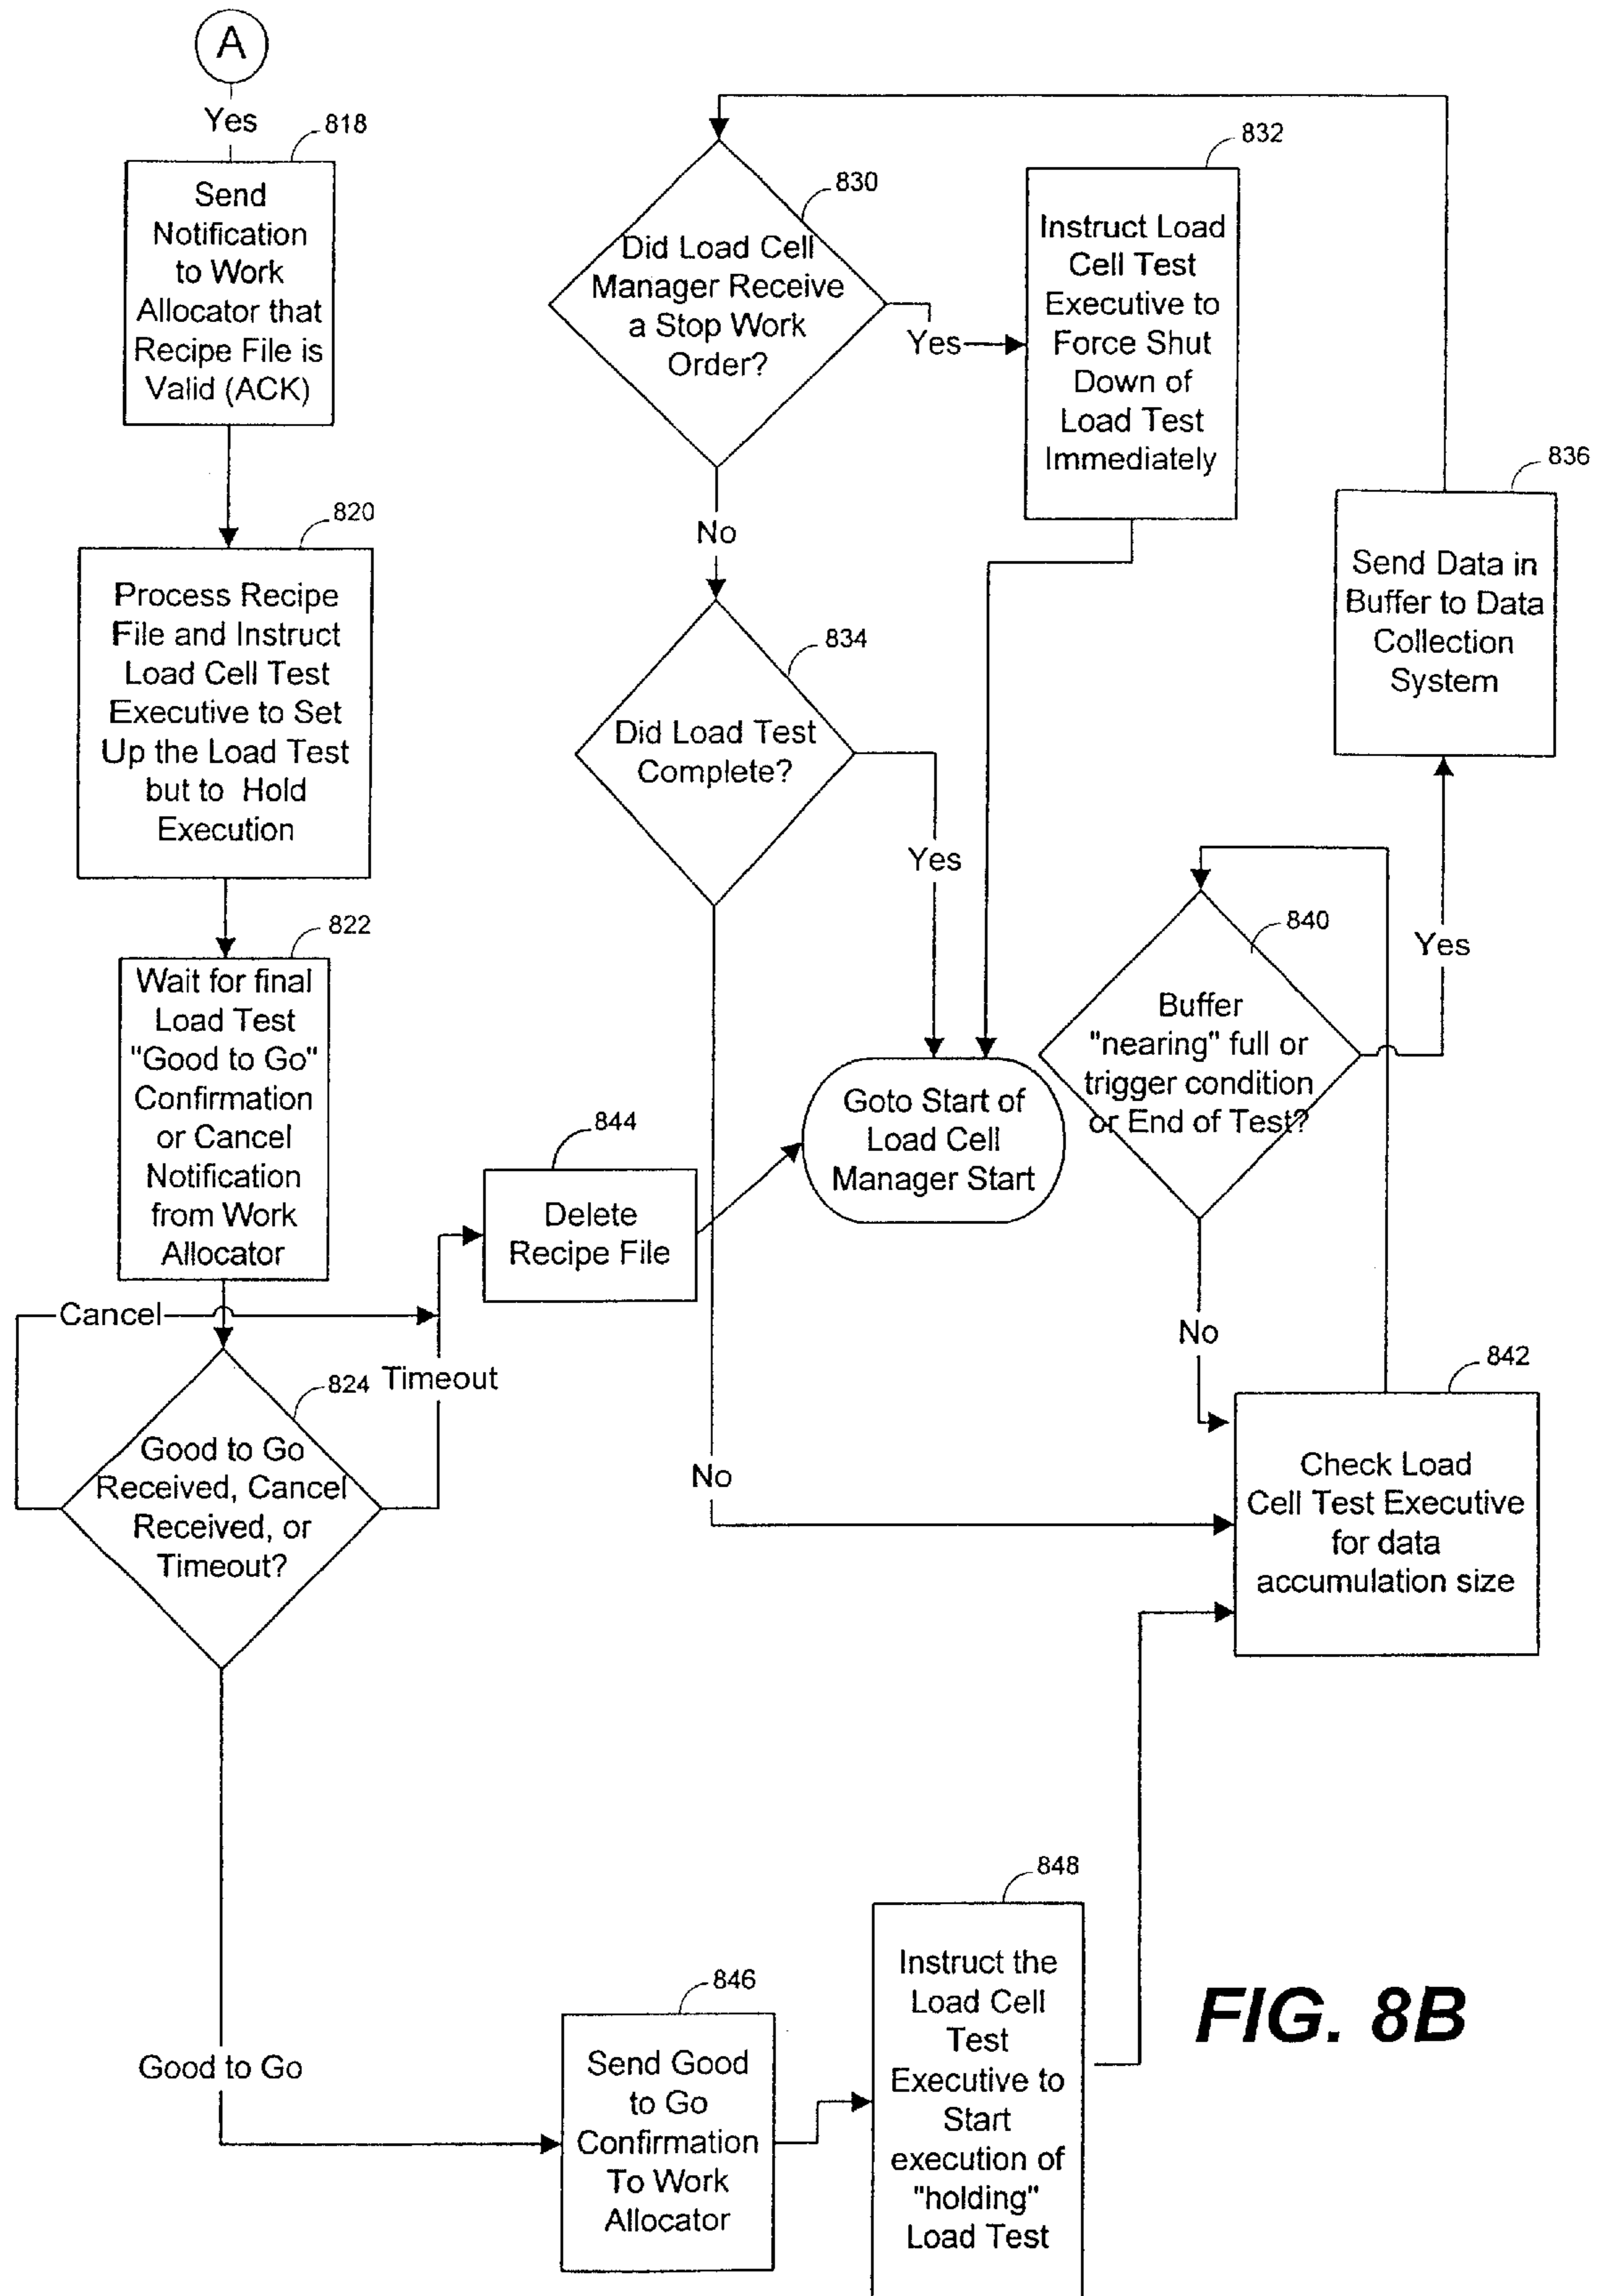 A
Yes
818
Send
Notification
to Work
Allocator that
Recipe File is
Valid (ACK)
820
Process Recipe
File and Instruct
Load Cell Test
Executive to Set
Up the Load Test
but to Hold
Execution
822
Wait for final
Load Test
"Good to Go"
Confirmation
or Cancel
Notification
from Work
Allocator
Cancel
Timeout
824
Good to Go
Received, Cancel
Received, or
Timeout?
Good to Go
844
Delete
Recipe File
830
Did Load Cell
Manager Receive
a Stop Work
Order?
Yes
No
832
Instruct Load
Cell Test
Executive to
Force Shut
Down of
Load Test
Immediately
834
Did Load Test
Complete?
Yes
No
Goto Start of
Load Cell
Manager Start
836
Send Data in
Buffer to Data
Collection
System
840
Buffer
"nearing" full or
trigger condition
or End of Test?
Yes
No
842
Check Load
Cell Test Executive
for data
accumulation size
846
Send Good
to Go
Confirmation
To Work
Allocator
848
Instruct the
Load Cell
Test
Executive to
Start
execution of
"holding"
Load Test
FIG. 8B